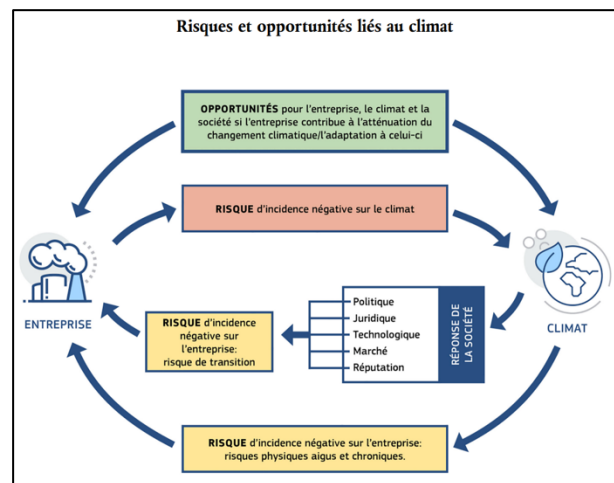 Risques et opportunités liés au climat
OPPORTUNITÉS pour l'entreprise, le climat et la
société si l'entreprise contribue à l'atténuation du
changement climatique/l'adaptation à celui-ci
RISQUE d'incidence négative sur le climat
ENTREPRISE
RISQUE d'incidence
négative sur
l'entreprise:
risque de transition
Politique
Juridique
Technologique
Marché
Réputation
RÉPONSE DE
LA SOCIÉTÉ
CLIMAT
RISQUE d'incidence négative sur l'entreprise:
risques physiques aigus et chroniques.